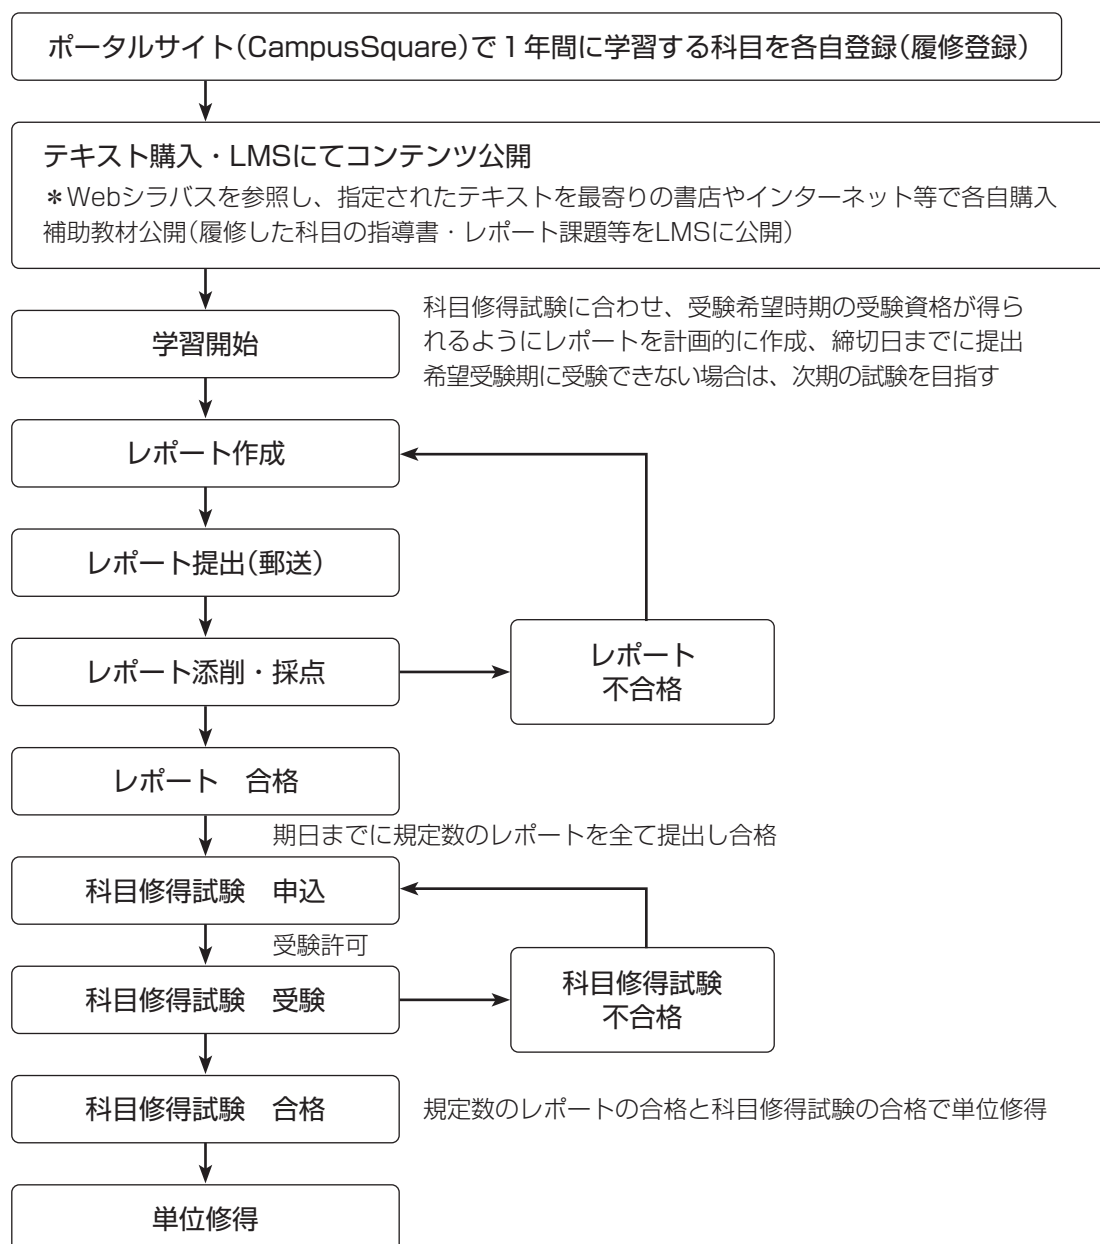 ポータルサイト(CampusSquare)で1年間に学習する科目を各自登録(履修登録)
テキスト購入・LMSにてコンテンツ公開
＊Webシラバスを参照し、指定されたテキストを最寄りの書店やインターネット等で各自購入
補助教材公開(履修した科目の指導書・レポート課題等をLMSに公開)
学習開始
科目修得試験に合わせ、受験希望時期の受験資格が得ら
れるようにレポートを計画的に作成、締切日までに提出
希望受験期に受験できない場合は、次期の試験を目指す
レポート作成
レポート提出(郵送)
レポート添削・採点
レポート
不合格
レポート　合格
期日までに規定数のレポートを全て提出し合格
科目修得試験　申込
受験許可
科目修得試験　受験
科目修得試験
不合格
科目修得試験　合格
規定数のレポートの合格と科目修得試験の合格で単位修得
単位修得